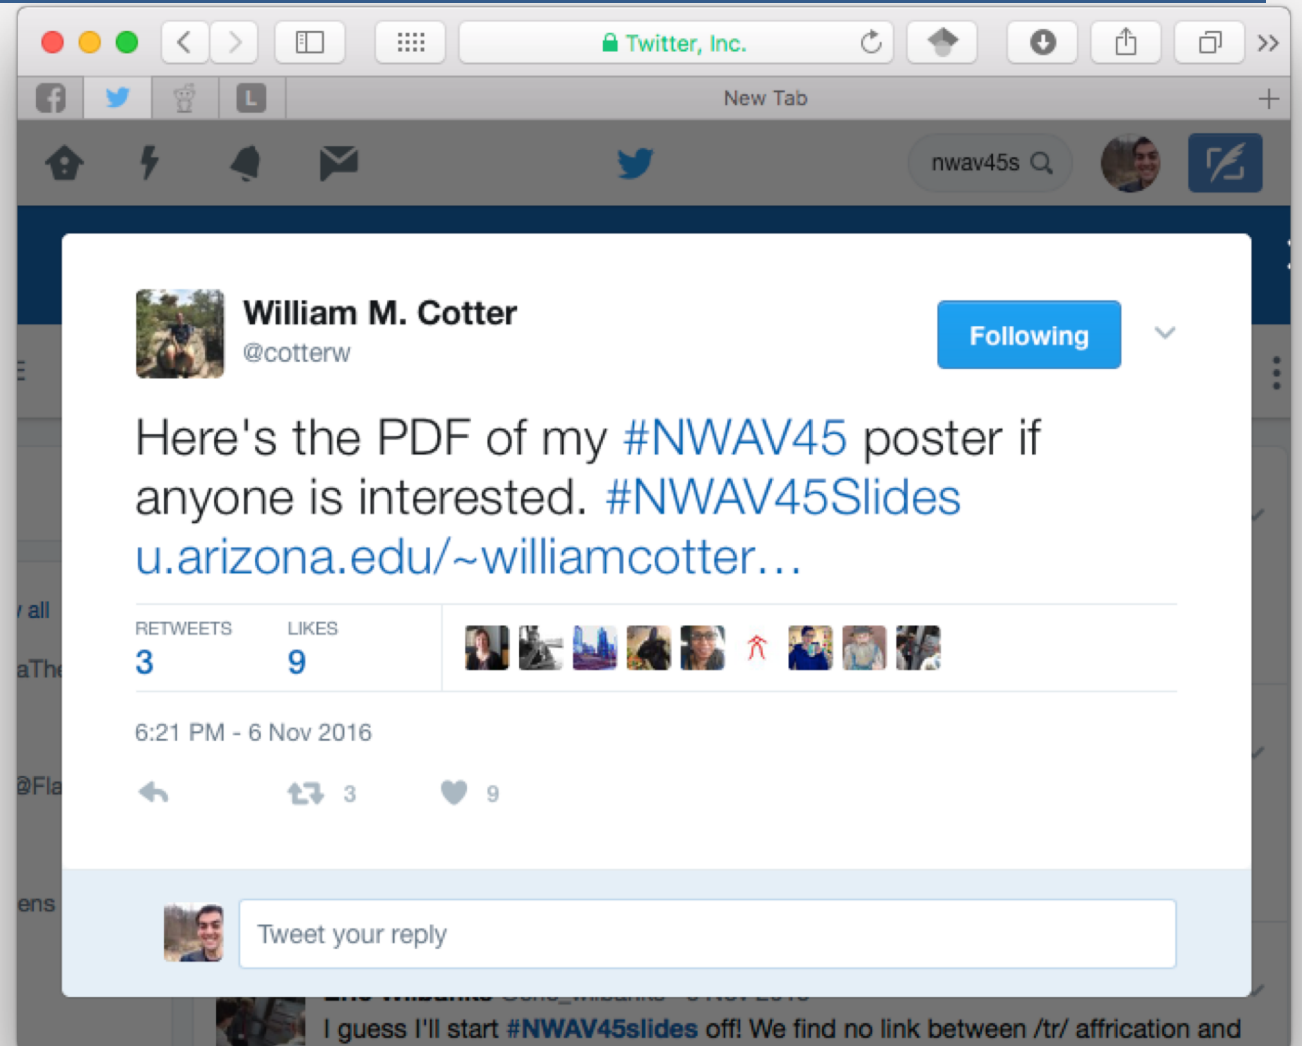 Twitter, Inc.
L
New Tab
nwav45s
William M. Cotter
@cotterw
Following
Here's the PDF of my #NWAV45 poster if
anyone is interested. #NWAV45Slides
u.arizona.edu/~williamcotter…
RETWEETS LIKES
3 9
6:21 PM - 6 Nov 2016
3 9
all
aThe
@Fla
ens
Tweet your reply
I guess I'll start #NWAV45slides off! We find no link between /tr/ affrication and